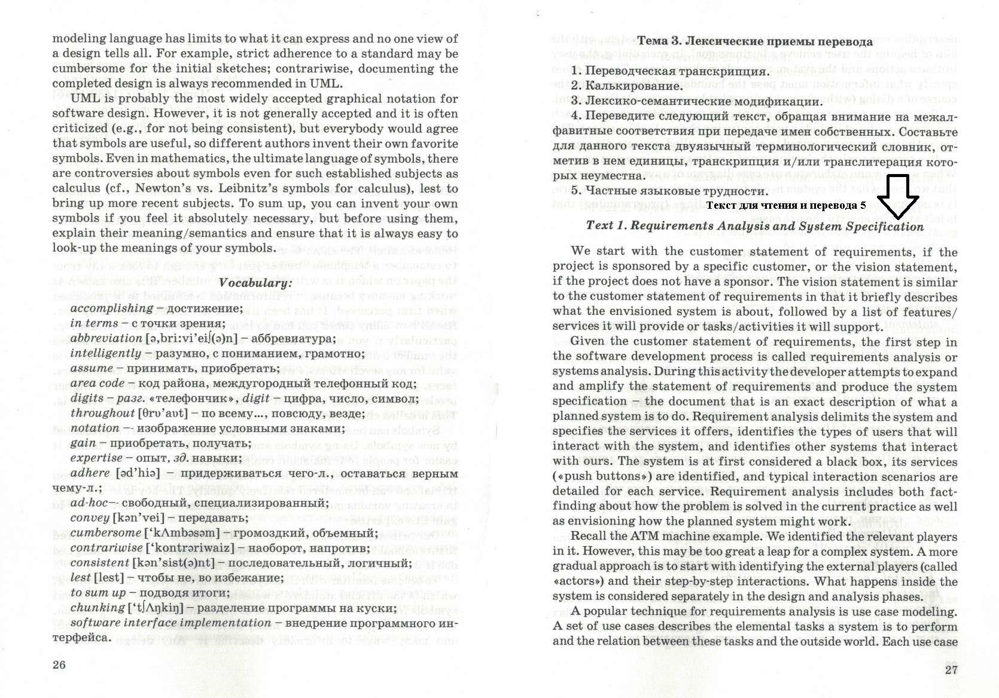 modeling language has limits to what it can express and no one view of
a design tells all. For example, strict adherence to a standard may be
cumbersome for the initial sketches; contrariwise, documenting the
completed design is always recommended in UML.
UML is probably the most widely accepted graphical notation for
software design. However, it is not generally accepted and it is often
criticized (e.g., for not being consistent), but everybody would agree
that symbols are useful, so different authors invent their own favorite
symbols. Even in mathematics, the ultimate language of symbols, there
are controversies about symbols even for such established subjects as
calculus (cf., Newton's vs. Leibnitz's symbols for calculus), lest to
bring up more recent subjects. To sum up, you can invent your own
symbols if you feel it absolutely necessary, but before using them,
explain their meaning/semantics and ensure that it is always easy to
look-up the meanings of your symbols.
Vocabulary:
accomplishing – достижение;
in terms – с точки зрения;
abbreviation [ə,bri:vi'ei∫(ə)n] – аббревиатура;
intelligently – разумно, с пониманием, грамотно;
assume – принимать, приобретать;
area code – код района, междугородный телефонный код;
digits – разг. «телефончик», digit – цифра, число, символ;
throughout [θrʊ'aʊt] – по всему..., повсюду, везде;
notation – изображение условными знаками;
gain – приобретать, получать;
expertise – опыт, зд. навыки;
adhere [əd'hiə] – придерживаться чего-л., оставаться верным
чему-л.;
ad-hoc – свободный, специализированный;
convey [kən'vei] – передавать;
cumbersome ['kΛmbəsəm] – громоздкий, объемный;
contrariwise ['kontrəriwaiz] – наоборот, напротив;
consistent [kən'sist(ə)nt] – последовательный, логичный;
lest [lest] – чтобы не, во избежание;
to sum up – подводя итоги;
chunking ['t∫Λŋkiŋ] – разделение программы на куски;
software interface implementation – внедрение программного ин-
терфейса.
26
Тема 3. Лексические приемы перевода
1. Переводческая транскрипция.
2. Калькирование.
3. Лексико-семантические модификации.
4. Переведите следующий текст, обращая внимание на межал-
фавитные соответствия при передаче имен собственных. Составьте
для данного текста двуязычный терминологический словник, от-
метив в нем единицы, транскрипция и/или транслитерация кото-
рых неуместна.
5. Частные языковые трудности.
Текст для чтения и перевода 5
Text 1. Requirements Analysis and System Specification
We start with the customer statement of requirements, if the
project is sponsored by a specific customer, or the vision statement,
if the project does not have a sponsor. The vision statement is similar
to the customer statement of requirements in that it briefly describes
what the envisioned system is about, followed by a list of features/
services it will provide or tasks/activities it will support.
Given the customer statement of requirements, the first step in
the software development process is called requirements analysis or
systems analysis. During this activity the developer attempts to expand
and amplify the statement of requirements and produce the system
specification – the document that is an exact description of what a
planned system is to do. Requirement analysis delimits the system and
specifies the services it offers, identifies the types of users that will
interact with the system, and identifies other systems that interact
with ours. The system is at first considered a black box, its services
(«push buttons») are identified, and typical interaction scenarios are
detailed for each service. Requirement analysis includes both fact-
finding about how the problem is solved in the current practice as well
as envisioning how the planned system might work.
Recall the ATM machine example. We identified the relevant players
in it. However, this may be too great a leap for a complex system. A more
gradual approach is to start with identifying the external players (called
«actors») and their step-by-step interactions. What happens inside the
system is considered separately in the design and analysis phases.
A popular technique for requirements analysis is use case modeling.
A set of use cases describes the elemental tasks a system is to perform
and the relation between these tasks and the outside world. Each use case
27